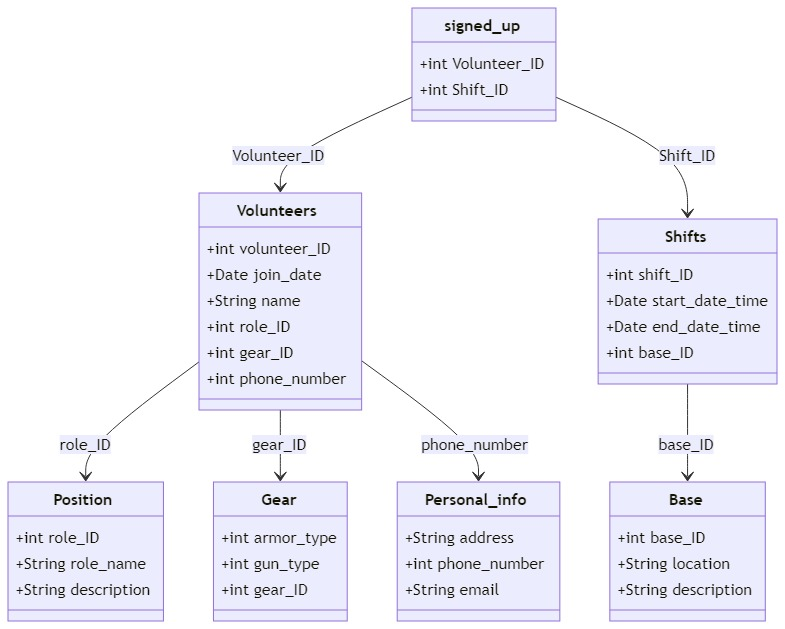 signed_up
+int Volunteer_ID
+int Shift_ID
Volunteer_ID
Shift_ID
Volunteers
+int volunteer_ID
+Date join_date
+String name
+int role_ID
+int gear_ID
+int phone_number
Shifts
+int shift_ID
+Date start_date_time
+Date end_date_time
+int base_ID
role_ID
gear_ID
phone_number
base_ID
Position
+int role_ID
+String role_name
+String description
Gear
+int armor_type
+int gun_type
+int gear_ID
Personal_info
+String address
+int phone_number
+String email
Base
+int base_ID
+String location
+String description